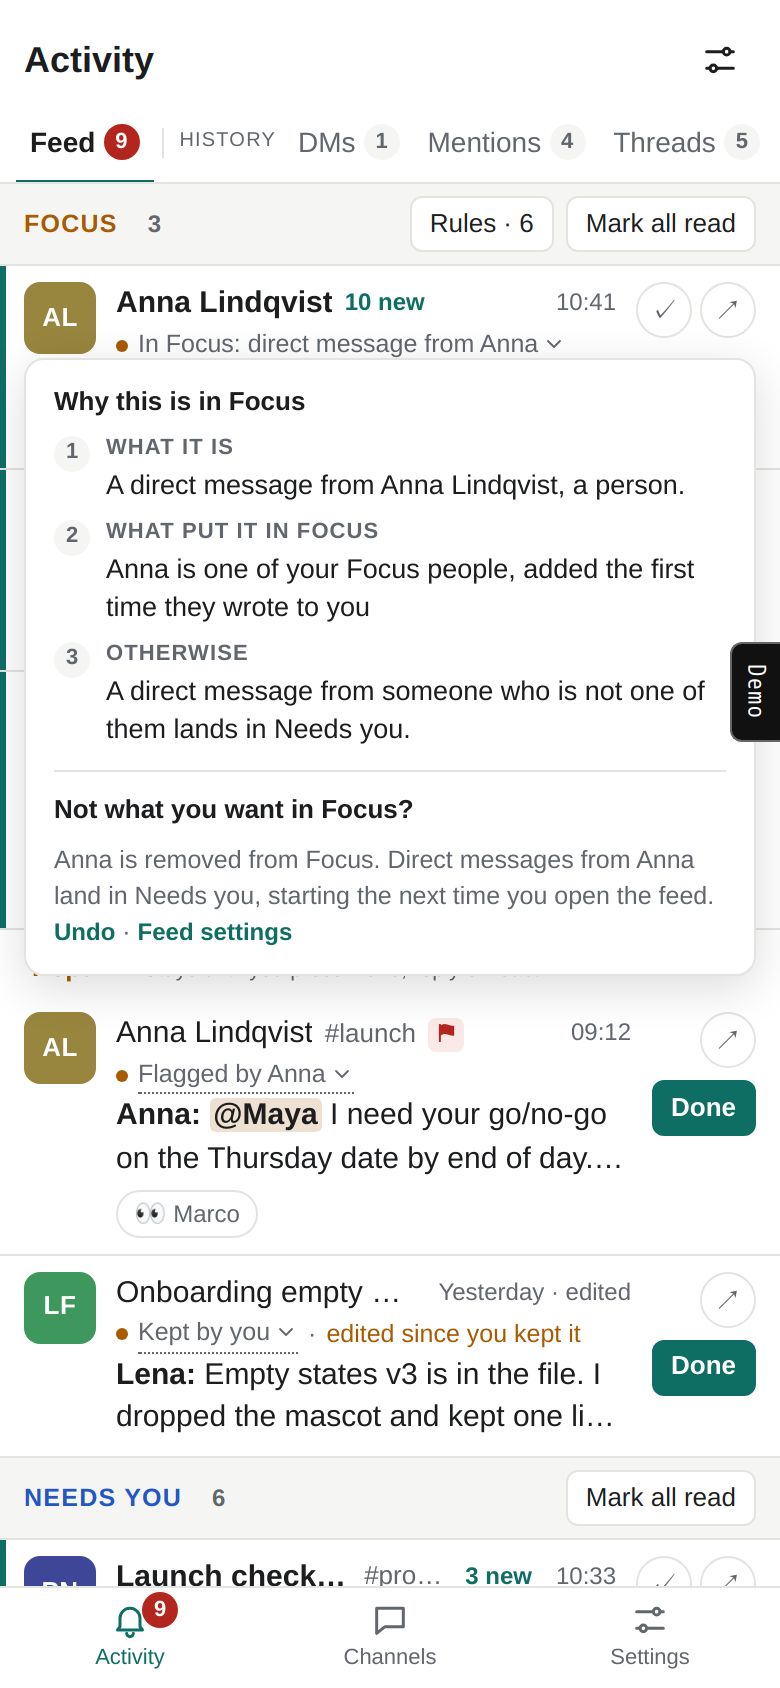 Activity
Feed 9 HISTORY DMs 1 Mentions 4 Threads 5
FOCUS 3 Rules · 6 Mark all read
AL Anna Lindqvist 10 new 10:41
In Focus: direct message from Anna
Why this is in Focus
1 WHAT IT IS
A direct message from Anna Lindqvist, a person.
2 WHAT PUT IT IN FOCUS
Anna is one of your Focus people, added the first
time they wrote to you
3 OTHERWISE
A direct message from someone who is not one of
them lands in Needs you.
Demo
Not what you want in Focus?
Anna is removed from Focus. Direct messages from Anna
land in Needs you, starting the next time you open the feed.
Undo · Feed settings
AL Anna Lindqvist #launch 09:12
Flagged by Anna
Anna: @Maya I need your go/no-go
on the Thursday date by end of day.…
Done
👀 Marco
LF Onboarding empty … Yesterday · edited
Kept by you · edited since you kept it
Lena: Empty states v3 is in the file. I
dropped the mascot and kept one li…
Done
NEEDS YOU 6 Mark all read
Launch check… #pro… 3 new 10:33
9
Activity Channels Settings